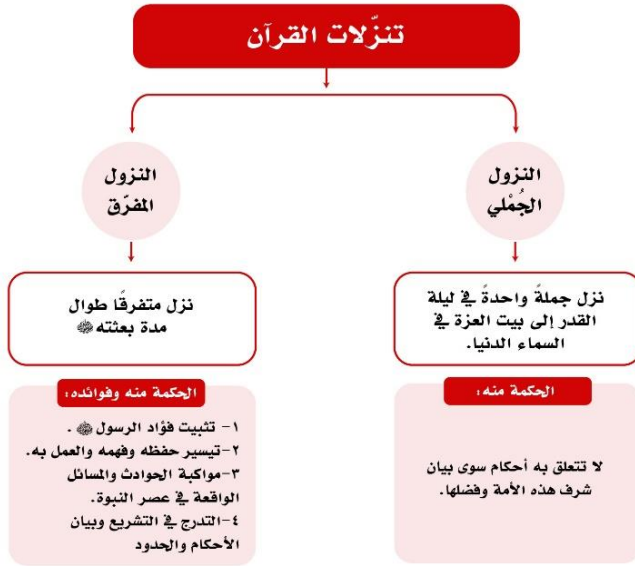 تنزّلات القرآن
النزول
الجُمْلي
نزل جملةً واحدةً في ليلة
القدر إلى بيت العزة في
السماء الدنيا.
الحكمة منه:
لا تتعلق به أحكام سوى بيان
شرف هذه الأمة وفضلها.
النزول
المفرّق
نزل متفرقًا طوال
مدة بعثته ﷺ
الحكمة منه وفوائده:
١- تثبيت فؤاد الرسول ﷺ .
٢-تيسير حفظه وفهمه والعمل به.
٣-مواكبة الحوادث والمسائل
الواقعة في عصر النبوة.
٤-التدرج في التشريع وبيان
الأحكام والحدود